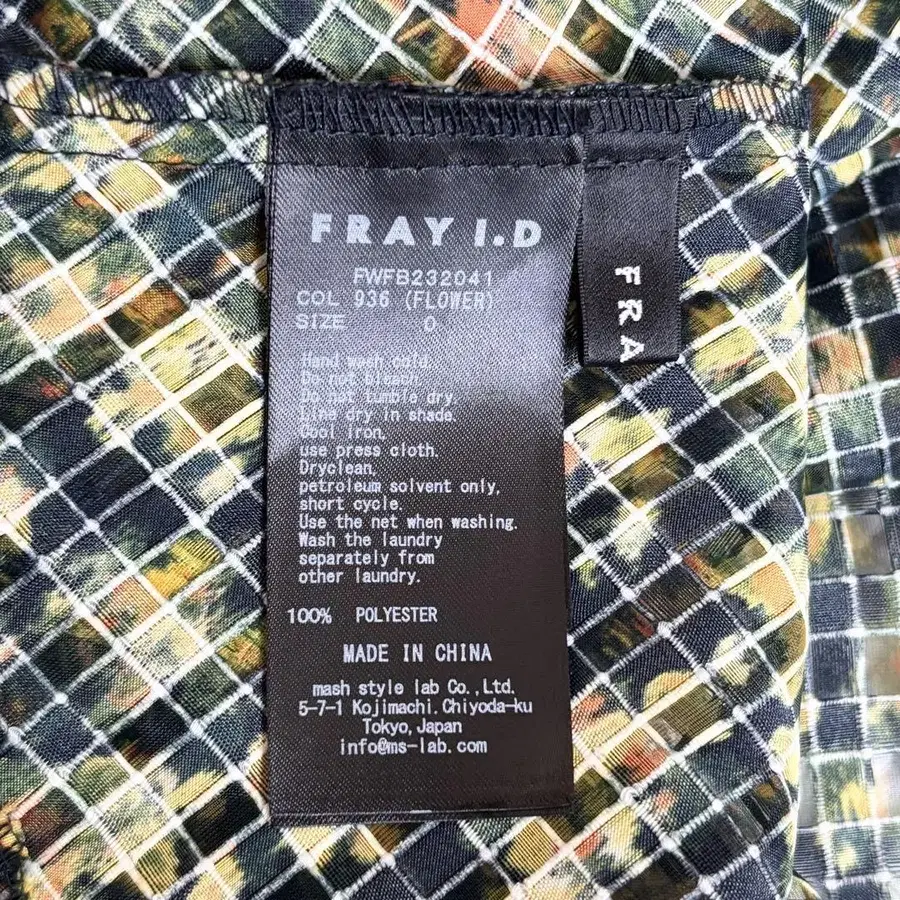 FRAY I.D
FWFB232041
COL 936 (FLOWER)
SIZE 0
Hand wash cold.
Do not bleach.
Do not tumble dry.
Line dry in shade.
Cool iron,
use press cloth.
Dryclean,
petroleum solvent only,
short cycle.
Use the net when washing.
Wash the laundry
separately from
other laundry.
100% POLYESTER
MADE IN CHINA
mash style lab Co.,Ltd.
5-7-1 Kojimachi,Chiyoda-ku
Tokyo,Japan
info@ms-lab.com
FRA